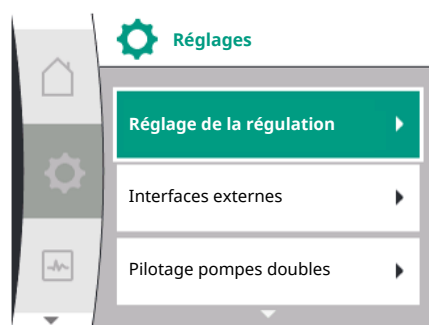 Réglages
Réglage de la régulation
Interfaces externes
Pilotage pompes doubles